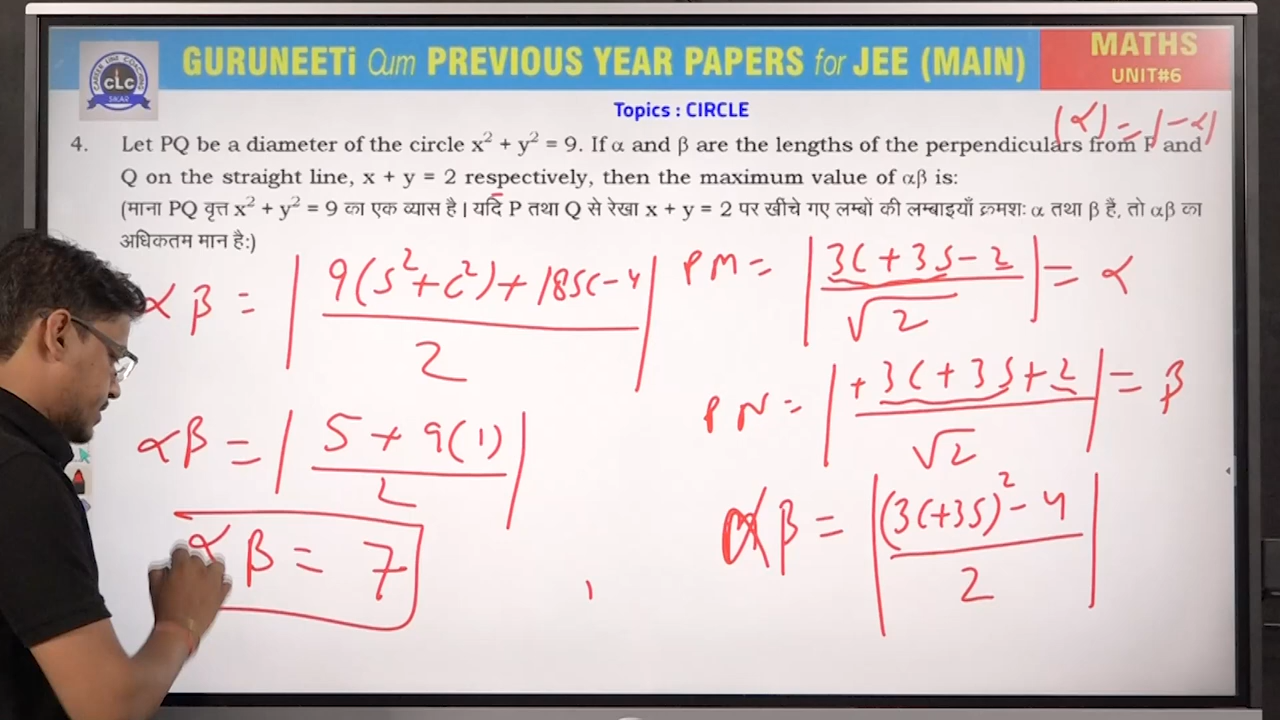 GURUNEETi Cum PREVIOUS YEAR PAPERS for JEE (MAIN)
MATHS
UNIT#6
CLC
SIKAR
Topics : CIRCLE
|α| = |-α|
4. Let PQ be a diameter of the circle x² + y² = 9. If α and β are the lengths of the perpendiculars from P and
Q on the straight line, x + y = 2 respectively, then the maximum value of αβ is:
(माना PQ वृत्त x² + y² = 9 का एक व्यास है। यदि P तथा Q से रेखा x + y = 2 पर खींचे गए लम्बों की लम्बाइयाँ क्रमशः α तथा β हैं, तो αβ का
अधिकतम मान है:)
αβ = |9(s²+c²)+18sc-4 / 2|
αβ = |5+9(1) / 2|
αβ = 7
PM = |3c+3s-2 / √2| = α
PN = |+3c+3s+2 / √2| = β
αβ = |(3c+3s)²-4 / 2|